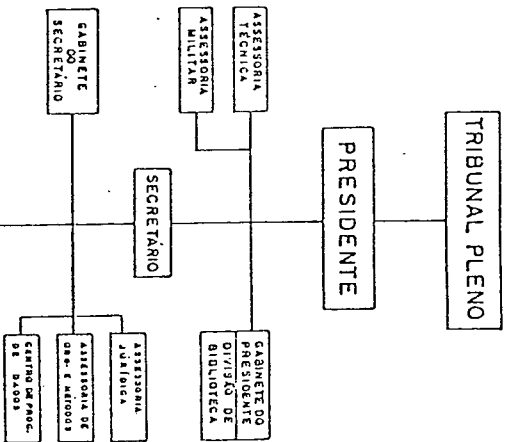 TRIBUNAL PLENO
PRESIDENTE
ASSESSORIA
TÉCNICA
ASSESSORIA
MILITAR
GABINETE DO
PRESIDENTE
DIVISÃO DE
BIBLIOTECA
SECRETÁRIO
GABINETE
DO
SECRETÁRIO
ASSESSORIA
JURÍDICA
ASSESSORIA DE
ORG. E MÉTODOS
CENTRO DE PROC.
DE DADOS